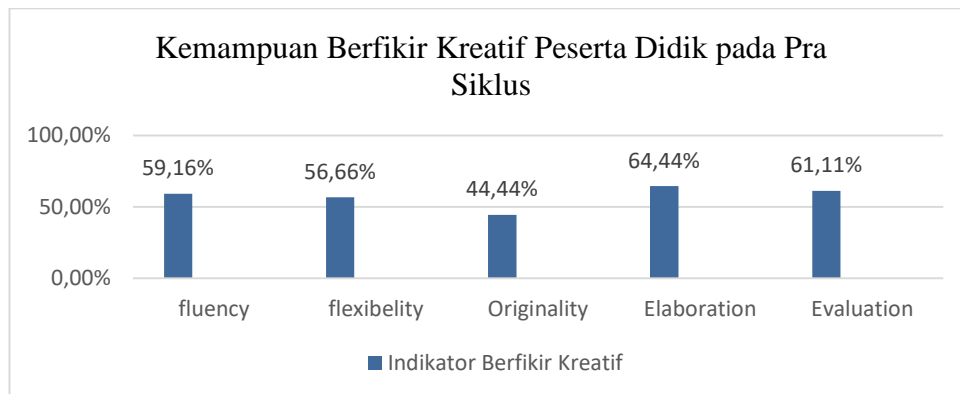 Kemampuan Berfikir Kreatif Peserta Didik pada Pra
Siklus
100,00%
59,16%
56,66%
44,44%
64,44%
61,11%
50,00%
0,00%
fluency
flexibelity
Originality
Elaboration
Evaluation
Indikator Berfikir Kreatif